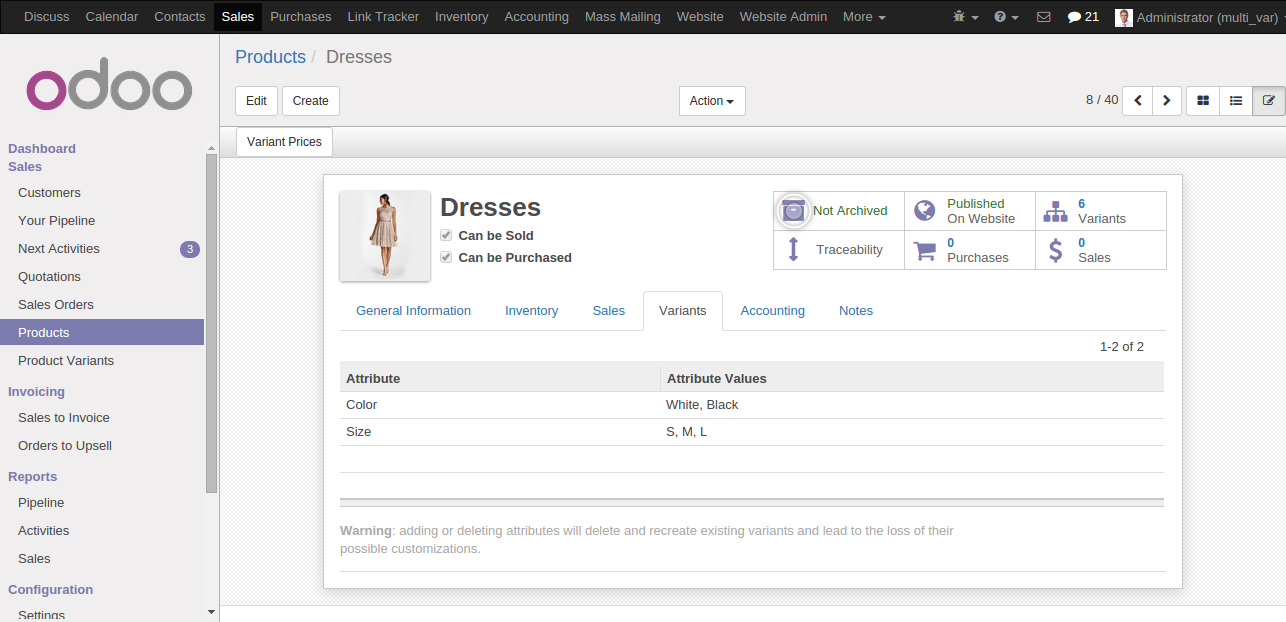 Discuss Calendar Contacts Sales Purchases Link Tracker Inventory Accounting Mass Mailing Website Website Admin More 21 Administrator (multi_var)
odoo
Products / Dresses
Edit Create Action 8 / 40
Variant Prices
Dashboard
Sales
Customers
Your Pipeline
Next Activities 3
Quotations
Sales Orders
Products
Product Variants
Invoicing
Sales to Invoice
Orders to Upsell
Reports
Pipeline
Activities
Sales
Configuration
Settings
Dresses
Can be Sold
Can be Purchased
Not Archived
Published
On Website
6
Variants
Traceability
0
Purchases
0
Sales
General Information Inventory Sales Variants Accounting Notes
1-2 of 2
Attribute Attribute Values
Color White, Black
Size S, M, L
Warning: adding or deleting attributes will delete and recreate existing variants and lead to the loss of their
possible customizations.